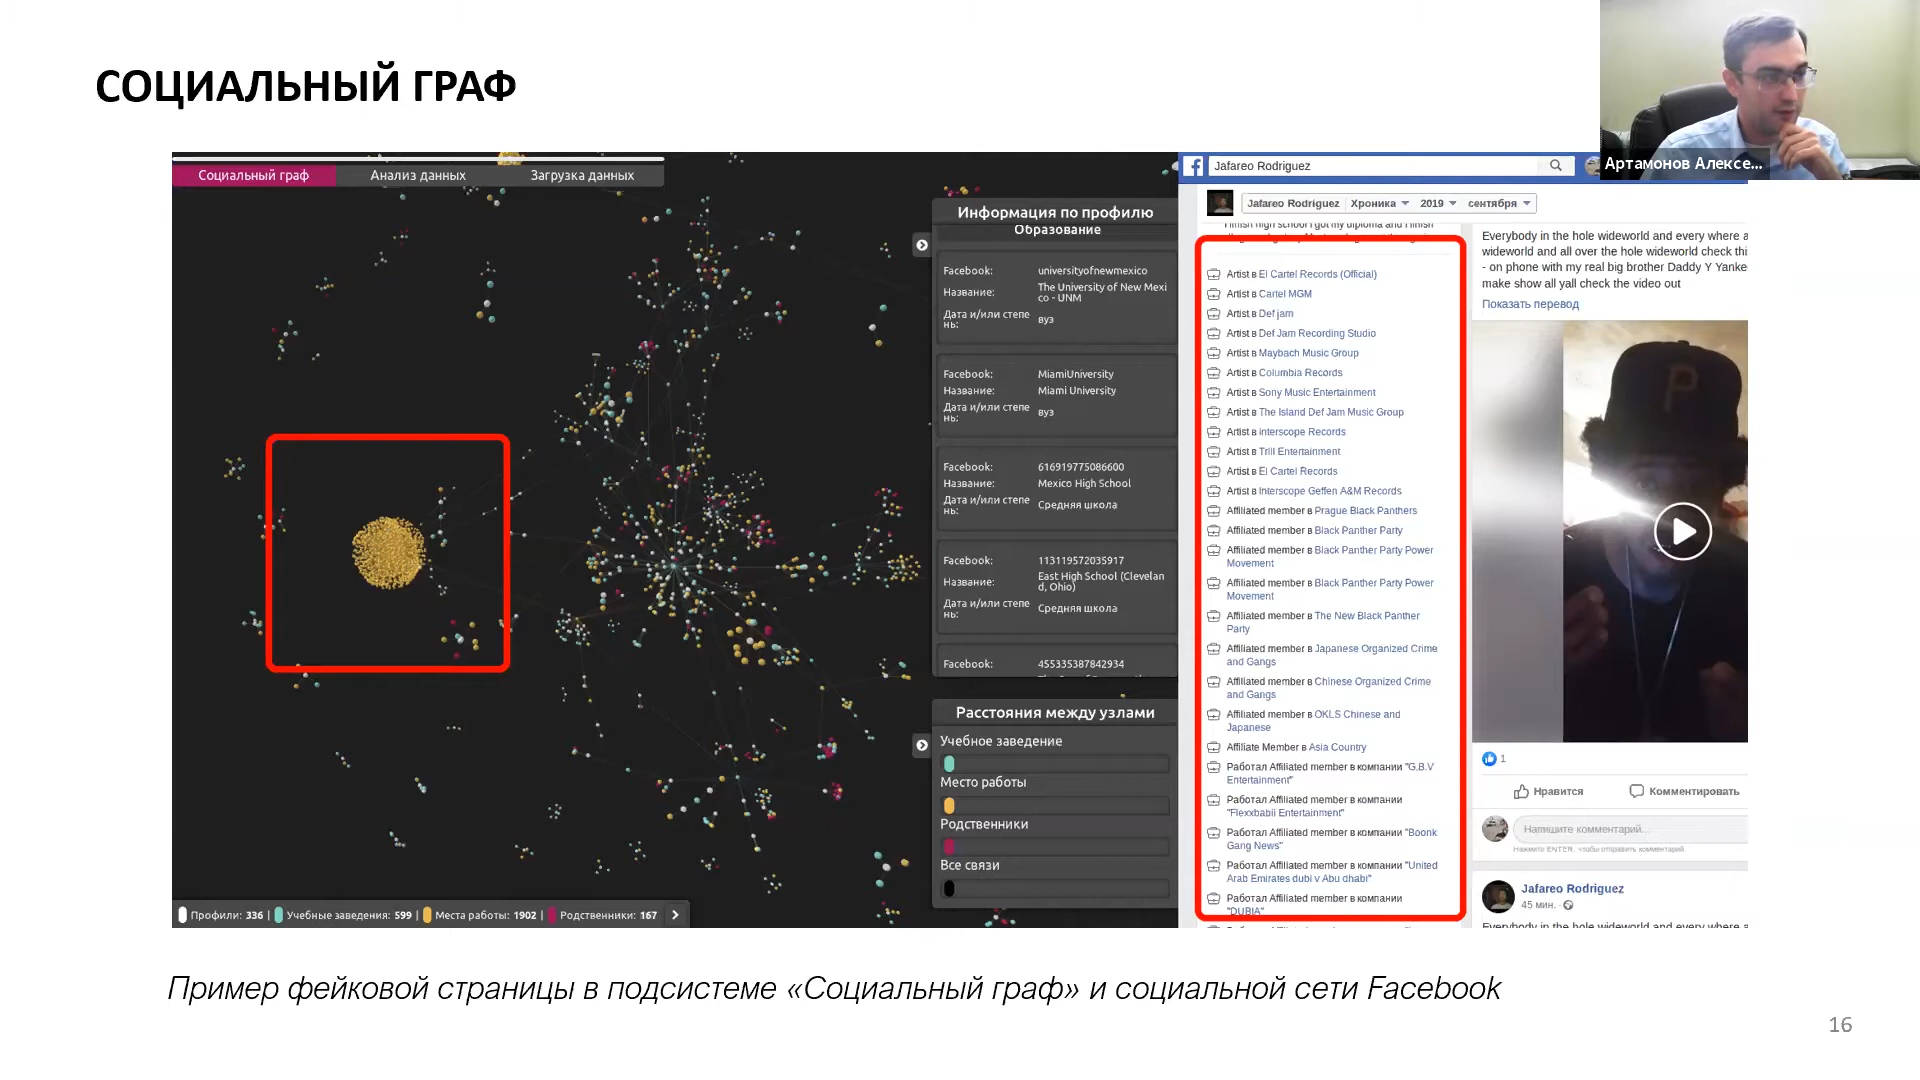 СОЦИАЛЬНЫЙ ГРАФ
Артамонов Алексе...
Социальный граф
Анализ данных
Загрузка данных
Информация по профилю
Образование
Facebook:
universityofnewmexico
Название:
The University of New Mexi
co - UNM
Дата и/или степе
нь:
вуз
Facebook:
MiamiUniversity
Название:
Miami University
Дата и/или степе
нь:
вуз
Facebook:
616919775086600
Название:
Mexico High School
Дата и/или степе
нь:
Средняя школа
Facebook:
113119572035917
Название:
East High School (Clevelan
d, Ohio)
Дата и/или степе
нь:
Средняя школа
Facebook:
455335387842934
Расстояния между узлами
Учебное заведение
Место работы
Родственники
Все связи
Профили: 336 | Учебные заведения: 599 | Места работы: 1902 | Родственники: 167
Jafareo Rodriguez
Jafareo Rodriguez
Хроника
2019
сентября
Artist в El Cartel Records (Official)
Artist в Cartel MGM
Artist в Def jam
Artist в Def Jam Recording Studio
Artist в Maybach Music Group
Artist в Columbia Records
Artist в Sony Music Entertainment
Artist в The Island Def Jam Music Group
Artist в Interscope Records
Artist в Trill Entertainment
Artist в El Cartel Records
Artist в Interscope Geffen A&M Records
Affiliated member в Prague Black Panthers
Affiliated member в Black Panther Party
Affiliated member в Black Panther Party Power
Movement
Affiliated member в Black Panther Party Power
Movement
Affiliated member в The New Black Panther
Party
Affiliated member в Japanese Organized Crime
and Gangs
Affiliated member в Chinese Organized Crime
and Gangs
Affiliated member в OKLS Chinese and
Japanese
Affiliate Member в Asia Country
Работал Affiliated member в компании "G.B.V
Entertainment"
Работал Affiliated member в компании
"Flexxbabii Entertainment"
Работал Affiliated member в компании "Boonk
Gang News"
Работал Affiliated member в компании "United
Arab Emirates dubi v Abu dhabi"
Работал Affiliated member в компании
"DUBIA"
Everybody in the hole wideworld and every where a
wideworld and all over the hole wideworld check thi
- on phone with my real big brother Daddy Y Yanke
make show all yall check the video out
Показать перевод
P
1
Нравится
Комментировать
Напишите комментарий...
Нажмите ENTER, чтобы отправить комментарий.
Jafareo Rodriguez
45 мин. ·
Everybody in the hole wideworld and every where a
Пример фейковой страницы в подсистеме «Социальный граф» и социальной сети Facebook
16